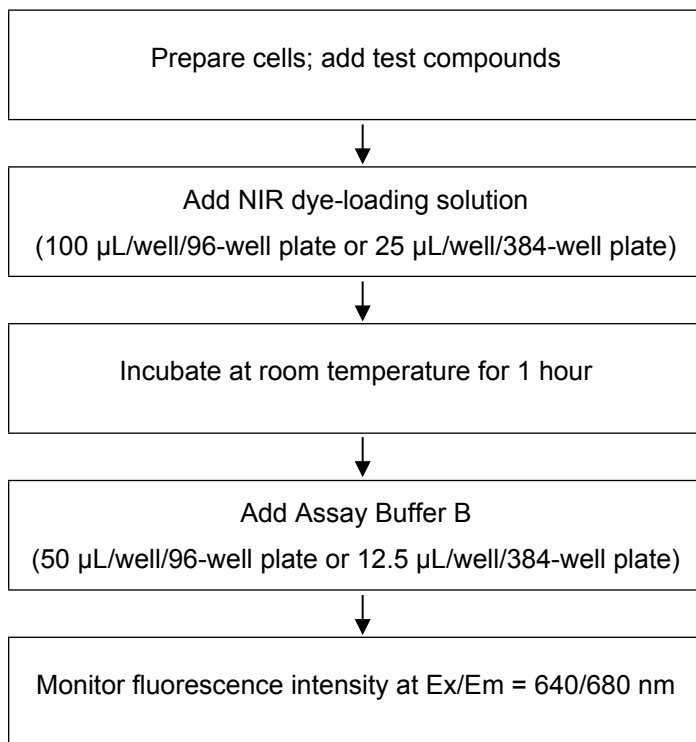 Prepare cells; add test compounds
Add NIR dye-loading solution
(100 µL/well/96-well plate or 25 µL/well/384-well plate)
Incubate at room temperature for 1 hour
Add Assay Buffer B
(50 µL/well/96-well plate or 12.5 µL/well/384-well plate)
Monitor fluorescence intensity at Ex/Em = 640/680 nm